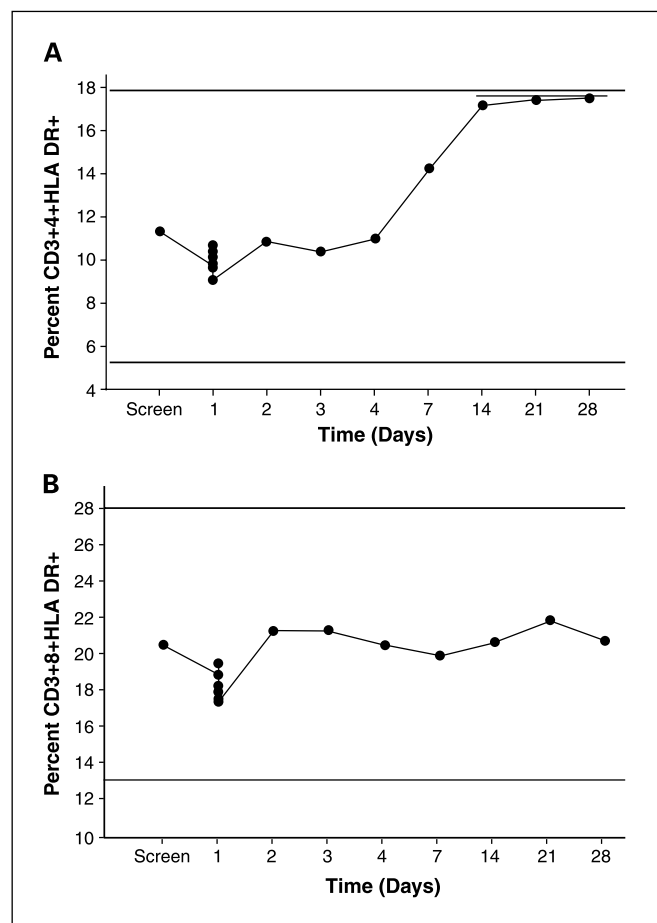 A
18
16
14
12
10
8
6
4
Percent CD3+4+HLA DR+
Screen 1 2 3 4 7 14 21 28
Time (Days)
B
28
26
24
22
20
18
16
14
12
10
Percent CD3+8+HLA DR+
Screen 1 2 3 4 7 14 21 28
Time (Days)